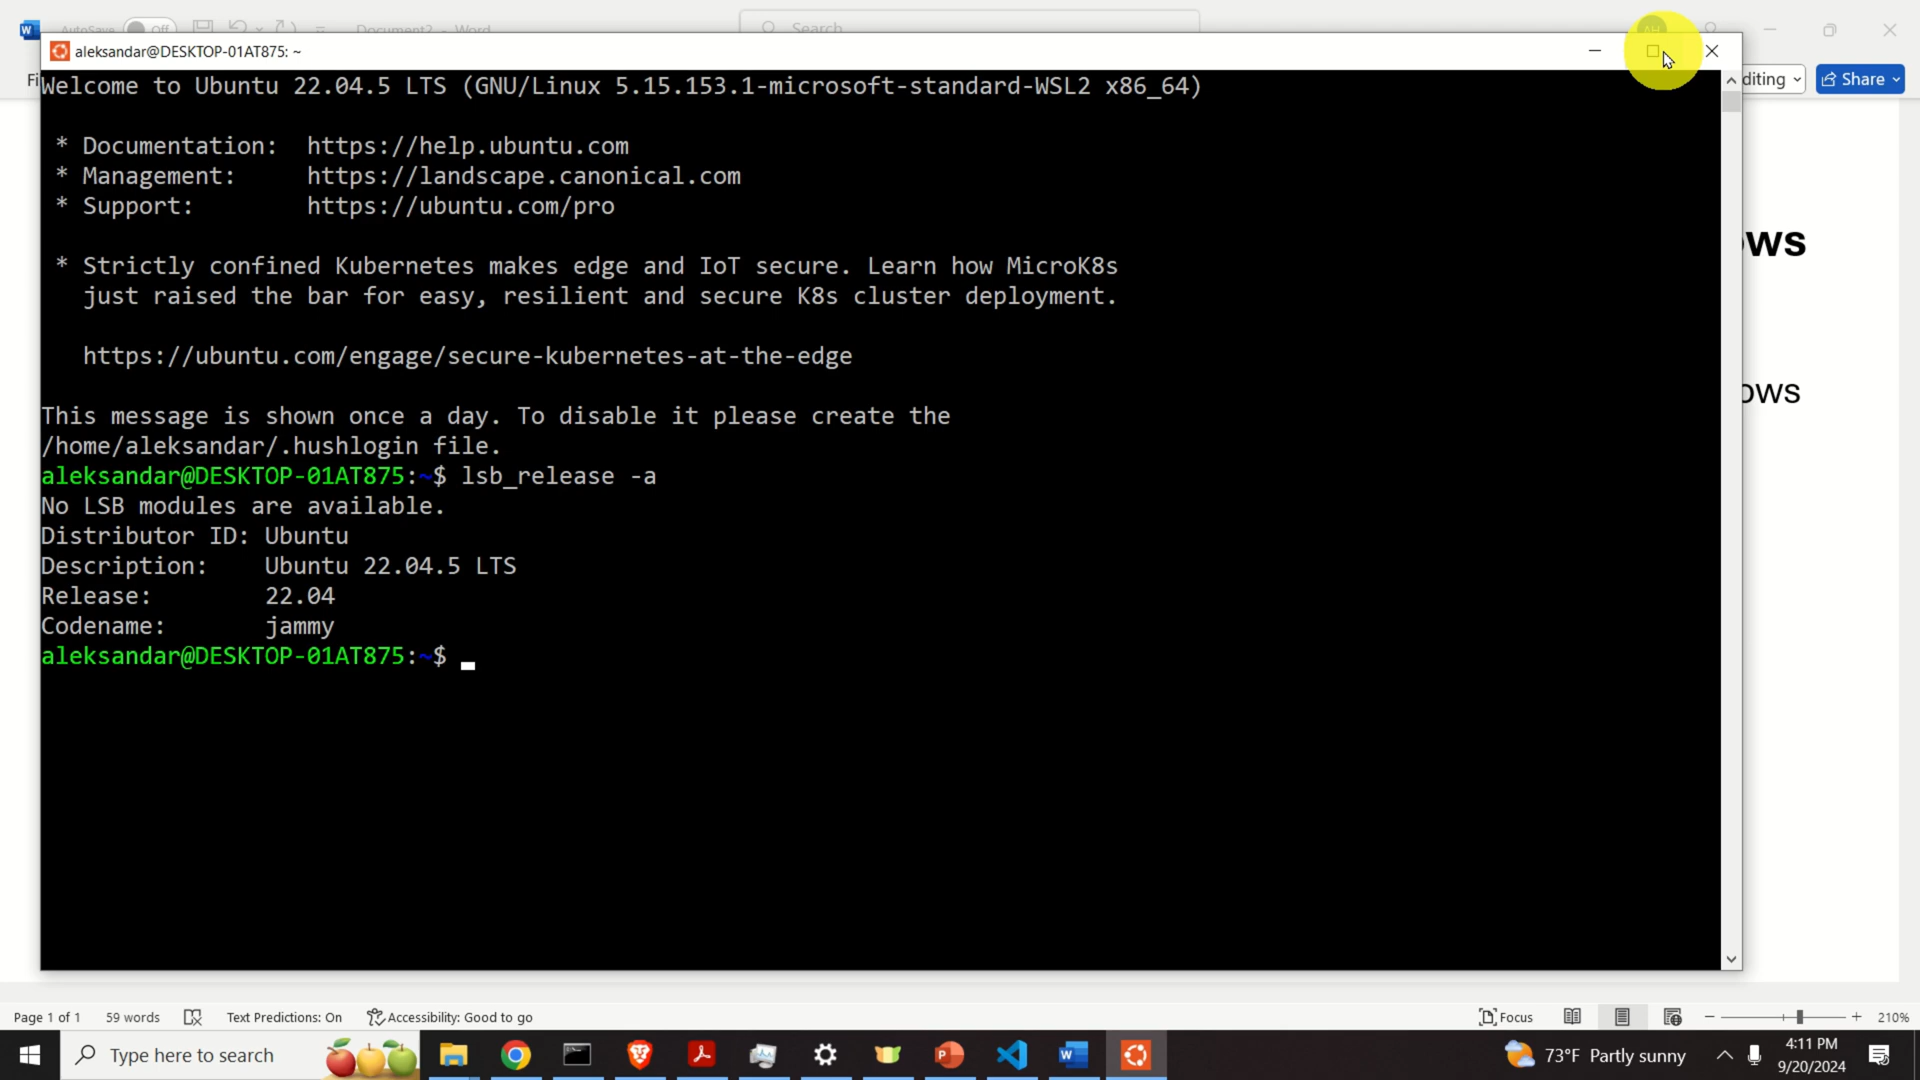 AutoSave Off Document2 - Word Search
aleksandar@DESKTOP-01AT875: ~
Fi
diting
Share
Welcome to Ubuntu 22.04.5 LTS (GNU/Linux 5.15.153.1-microsoft-standard-WSL2 x86_64)
* Documentation: https://help.ubuntu.com
* Management: https://landscape.canonical.com
* Support: https://ubuntu.com/pro
ows
* Strictly confined Kubernetes makes edge and IoT secure. Learn how MicroK8s
just raised the bar for easy, resilient and secure K8s cluster deployment.
https://ubuntu.com/engage/secure-kubernetes-at-the-edge
ows
This message is shown once a day. To disable it please create the
/home/aleksandar/.hushlogin file.
aleksandar@DESKTOP-01AT875:~$ lsb_release -a
No LSB modules are available.
Distributor ID: Ubuntu
Description: Ubuntu 22.04.5 LTS
Release: 22.04
Codename: jammy
aleksandar@DESKTOP-01AT875:~$
Page 1 of 1 59 words Text Predictions: On Accessibility: Good to go Focus 210%
Type here to search
73°F Partly sunny
4:11 PM
9/20/2024